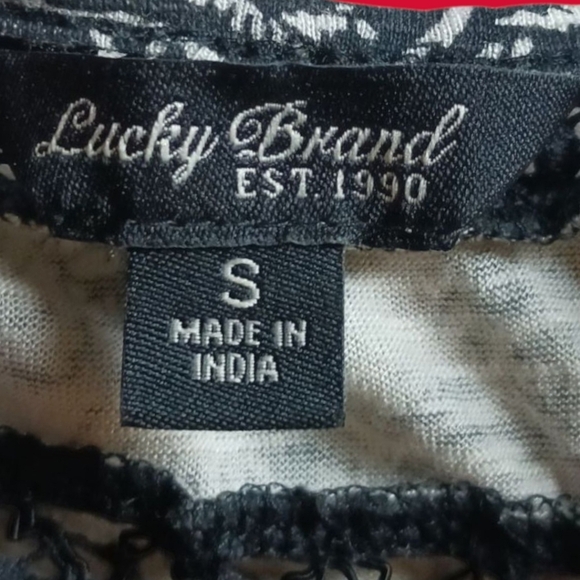 Lucky Brand
EST. 1990
S
MADE IN
INDIA